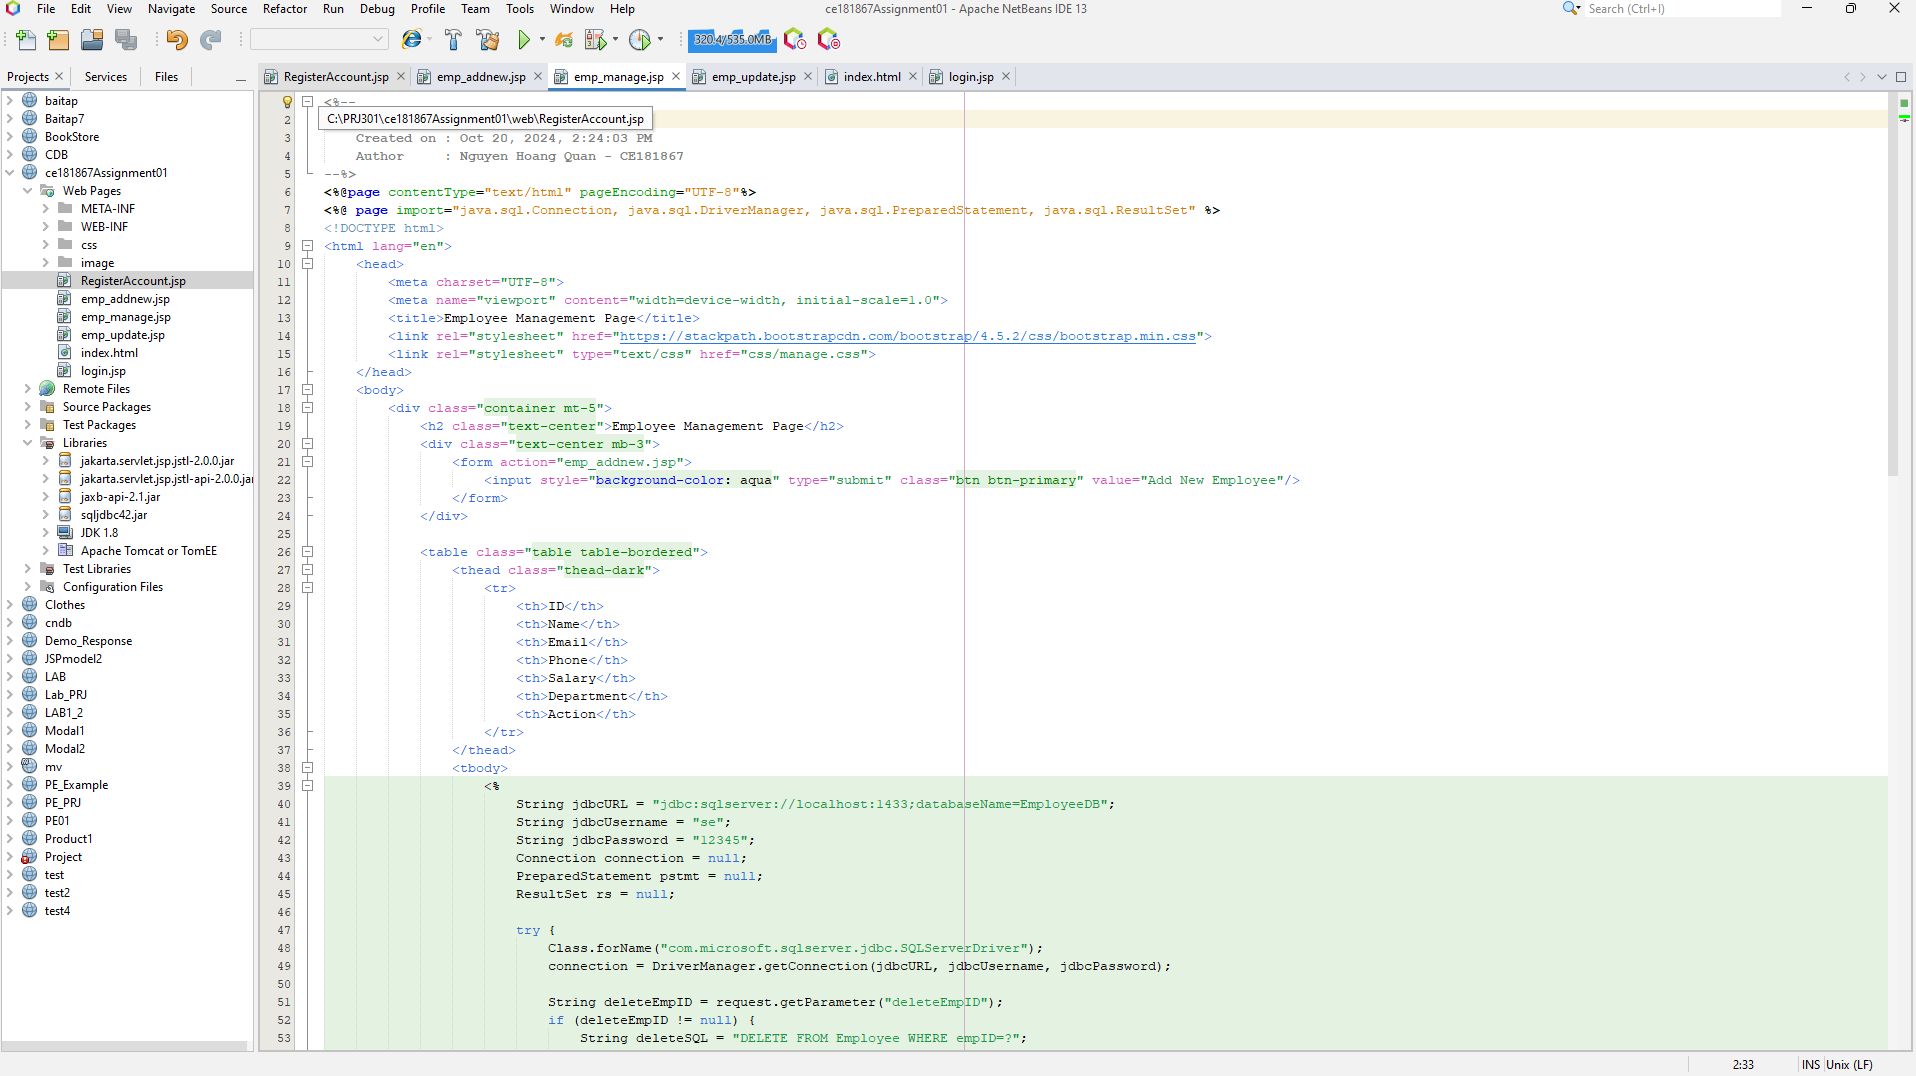 File Edit View Navigate Source Refactor Run Debug Profile Team Tools Window Help
ce181867Assignment01 - Apache NetBeans IDE 13
Search (Ctrl+I)
320.4/535.0MB
Projects Services Files
RegisterAccount.jsp emp_addnew.jsp emp_manage.jsp emp_update.jsp index.html login.jsp
baitap
Baitap7
BookStore
CDB
ce181867Assignment01
Web Pages
META-INF
WEB-INF
css
image
RegisterAccount.jsp
emp_addnew.jsp
emp_manage.jsp
emp_update.jsp
index.html
login.jsp
Remote Files
Source Packages
Test Packages
Libraries
jakarta.servlet.jsp.jstl-2.0.0.jar
jakarta.servlet.jsp.jstl-api-2.0.0.jar
jaxb-api-2.1.jar
sqljdbc42.jar
JDK 1.8
Apache Tomcat or TomEE
Test Libraries
Configuration Files
Clothes
cndb
Demo_Response
JSPmodel2
LAB
Lab_PRJ
LAB1_2
Modal1
Modal2
mv
PE_Example
PE_PRJ
PE01
Product1
Project
test
test2
test4
<%--
C:\PRJ301\ce181867Assignment01\web\RegisterAccount.jsp
2
3 Created on : Oct 20, 2024, 2:24:03 PM
4 Author : Nguyen Hoang Quan - CE181867
5 --%>
6 <%@page contentType="text/html" pageEncoding="UTF-8"%>
7 <%@ page import="java.sql.Connection, java.sql.DriverManager, java.sql.PreparedStatement, java.sql.ResultSet" %>
8 <!DOCTYPE html>
9 <html lang="en">
10 <head>
11 <meta charset="UTF-8">
12 <meta name="viewport" content="width=device-width, initial-scale=1.0">
13 <title>Employee Management Page</title>
14 <link rel="stylesheet" href="https://stackpath.bootstrapcdn.com/bootstrap/4.5.2/css/bootstrap.min.css">
15 <link rel="stylesheet" type="text/css" href="css/manage.css">
16 </head>
17 <body>
18 <div class="container mt-5">
19 <h2 class="text-center">Employee Management Page</h2>
20 <div class="text-center mb-3">
21 <form action="emp_addnew.jsp">
22 <input style="background-color: aqua" type="submit" class="btn btn-primary" value="Add New Employee"/>
23 </form>
24 </div>
25
26 <table class="table table-bordered">
27 <thead class="thead-dark">
28 <tr>
29 <th>ID</th>
30 <th>Name</th>
31 <th>Email</th>
32 <th>Phone</th>
33 <th>Salary</th>
34 <th>Department</th>
35 <th>Action</th>
36 </tr>
37 </thead>
38 <tbody>
39 <%
40 String jdbcURL = "jdbc:sqlserver://localhost:1433;databaseName=EmployeeDB";
41 String jdbcUsername = "se";
42 String jdbcPassword = "12345";
43 Connection connection = null;
44 PreparedStatement pstmt = null;
45 ResultSet rs = null;
46
47 try {
48 Class.forName("com.microsoft.sqlserver.jdbc.SQLServerDriver");
49 connection = DriverManager.getConnection(jdbcURL, jdbcUsername, jdbcPassword);
50
51 String deleteEmpID = request.getParameter("deleteEmpID");
52 if (deleteEmpID != null) {
53 String deleteSQL = "DELETE FROM Employee WHERE empID=?";
2:33 INS Unix (LF)